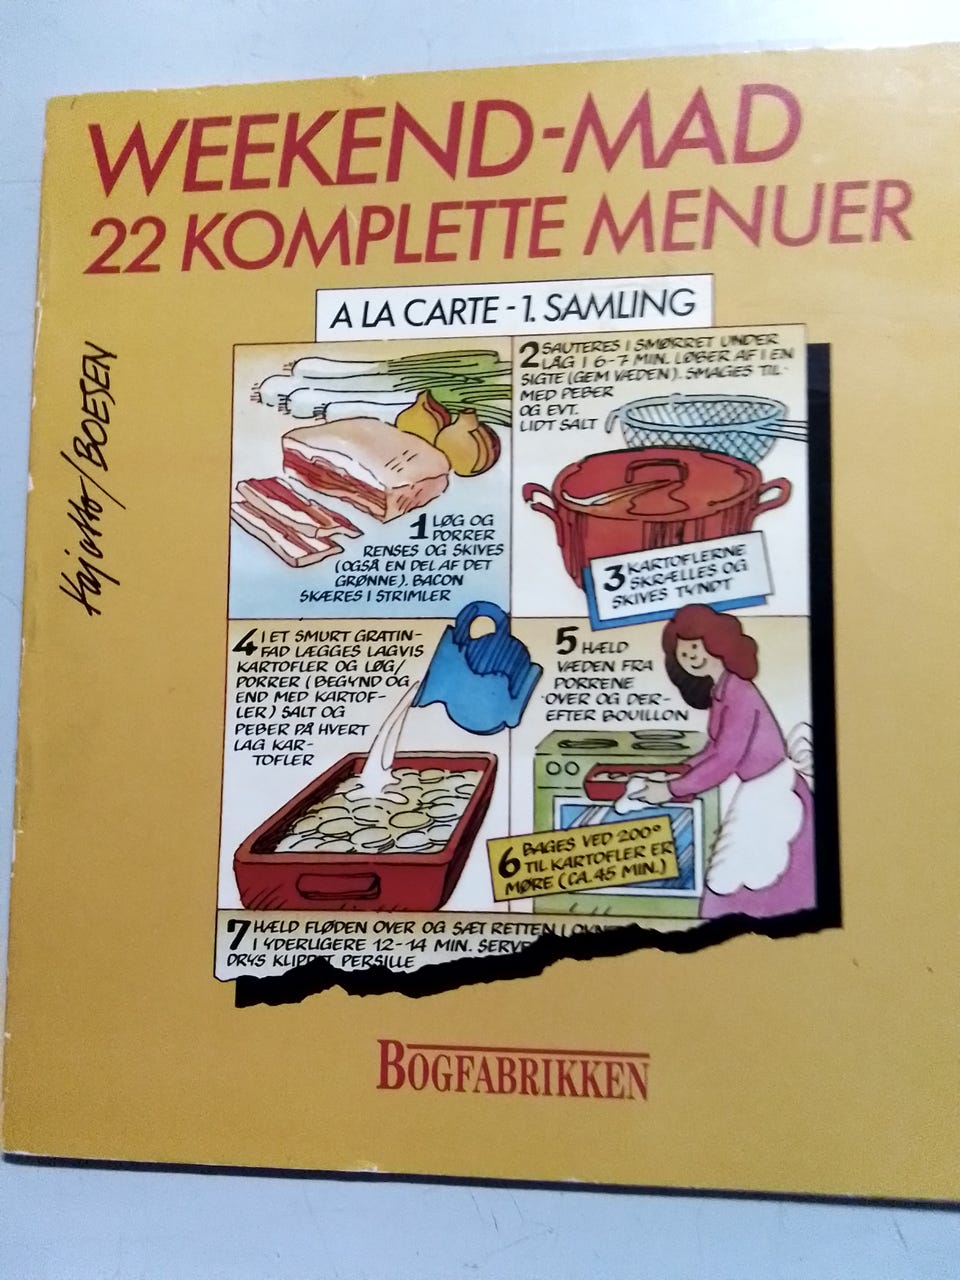 WEEKEND-MAD
22 KOMPLETTE MENUER
A LA CARTE - 1. SAMLING
BOESEN
1 LØG OG
PORRER
RENSES OG SKIVES
(OGSÅ EN DEL AF DET
GRØNNE). BACON
SKÆRES I STRIMLER
2 SAUTERES I SMØRRET UNDER
LÅG I 6-7 MIN. LØBER AF I EN
SIGTE (GEM VÆDEN). SMAGES TIL
MED PEBER
OG EVT.
LIDT SALT
3 KARTOFLERNE
SKRÆLLES OG
SKIVES TYNDT
4 I ET SMURT GRATIN-
FAD LÆGGES LAGVIS
KARTOFLER OG LØG/
PORRER (BEGYND OG
END MED KARTOF-
LER) SALT OG
PEBER PÅ HVERT
LAG KAR-
TOFLER
5 HÆLD
VÆDEN FRA
PORRENE
OVER OG DER-
EFTER BOUILLON
6 BAGES VED 200°
TIL KARTOFLER ER
MØRE (CA. 45 MIN.)
7 HÆLD FLØDEN OVER OG SÆT RETTEN I
I YDERLIGERE 12-14 MIN. SERVE
DRYS KLIPPET PERSILLE
BOGFABRIKKEN